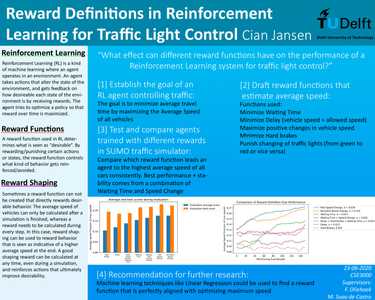 Reward Definitions in Reinforcement
Learning for Traffic Light Control Cian Jansen
TU Delft
Delft University of Technology
Reinforcement Learning
Reinforcement Learning (RL) is a kind
of machine learning where an agent
operates in an environment. An agent
takes actions that alter the state of the
environment, and gets feedback on
how desireable each state of the envi-
ronment is by receiving rewards. The
agent tries to optimize a policy so that
reward over time is maximized.
Reward Functions
A reward function used in RL deter-
mines what is seen as "desirable". By
rewarding/punishing certain actions
or states, the reward function controls
what kind of behavior gets rein-
forced/avoided.
Reward Shaping
Sometimes a reward function can not
be created that directly rewards desir-
able behavior. The average speed of
vehicles can only be calculated after a
simulation is finished, whereas a
reward needs to be calculated during
every step. In this case, reward shap-
ing can be used to reward behavior
that is seen as indicative of a higher
average speed at the end. A good
shaping reward can be calculated at
any time, even during a simulation,
and reinforces actions that ultimately
improve desirability.
"What effect can different reward functions have on the performance of a
Reinforcement Learning system for traffic light control?"
[1] Establish the goal of an
RL agent controlling traffic:
The goal is to minimize average travel
time by maximizing the Average Speed
of all vehicles
[3] Test and compare agents
trained with different rewards
in SUMO traffic simulator:
Compare which reward function leads an
agent to the highest average speed of all
cars consistently. Best performance + sta-
bility comes from a combination of
Waiting Time and Speed Change
[2] Draft reward functions that
estimate average speed:
Functions used:
Minimize Waiting Time
Minimize Delay (vehicle speed ÷ allowed speed)
Maximize positive changes in vehicle speed
Minimize Hard brakes
Punish changing of traffic lights (from green to
red or vice versa)
[4] Recommendation for further research:
Machine learning techniques like Linear Regression could be used to find a reward
function that is perfectly aligned with optimizing maximum speed
23-06-2020
CSE3000
Supervisors:
F. Oliehoek
M. Suau de Castro